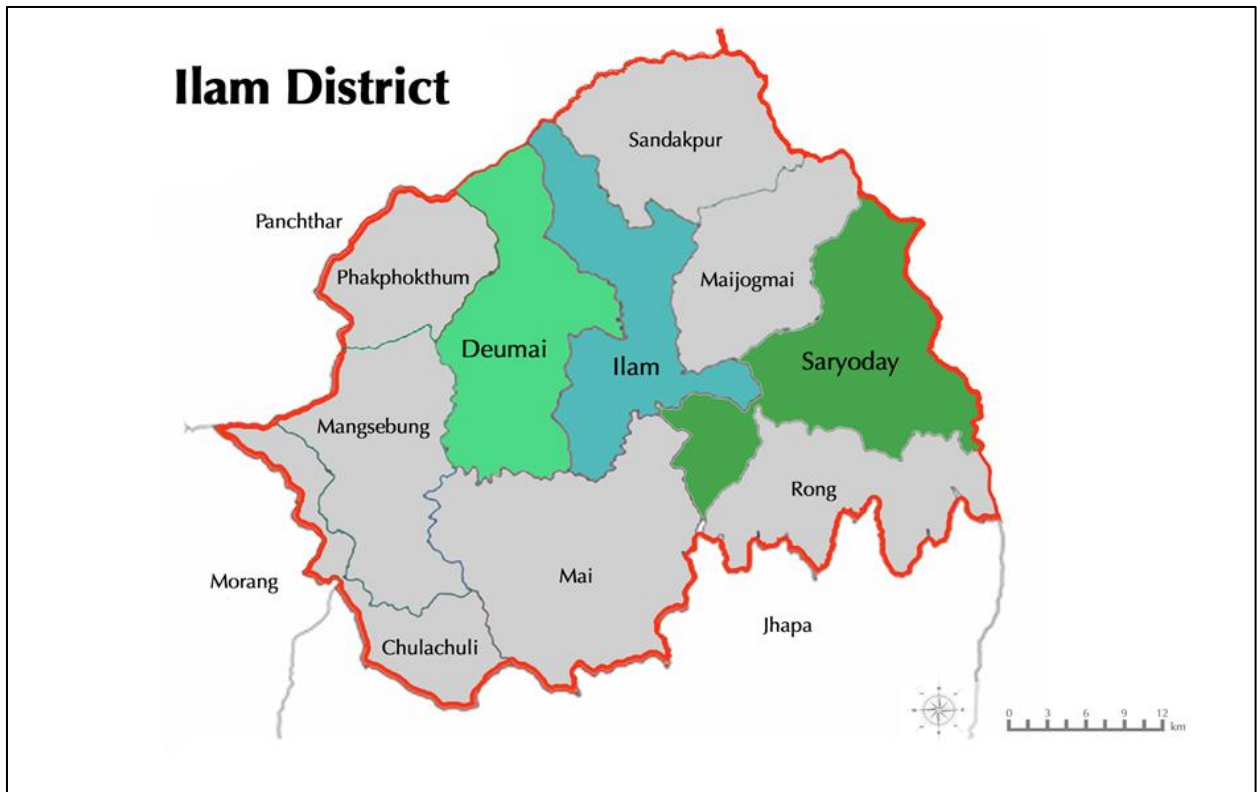 Ilam District
Sandakpur
Panchthar
Phakphokthum
Maijogmai
Deumai
Ilam
Saryoday
Mangsebung
Rong
Morang
Mai
Jhapa
Chulachuli
0 3 6 9 12
km